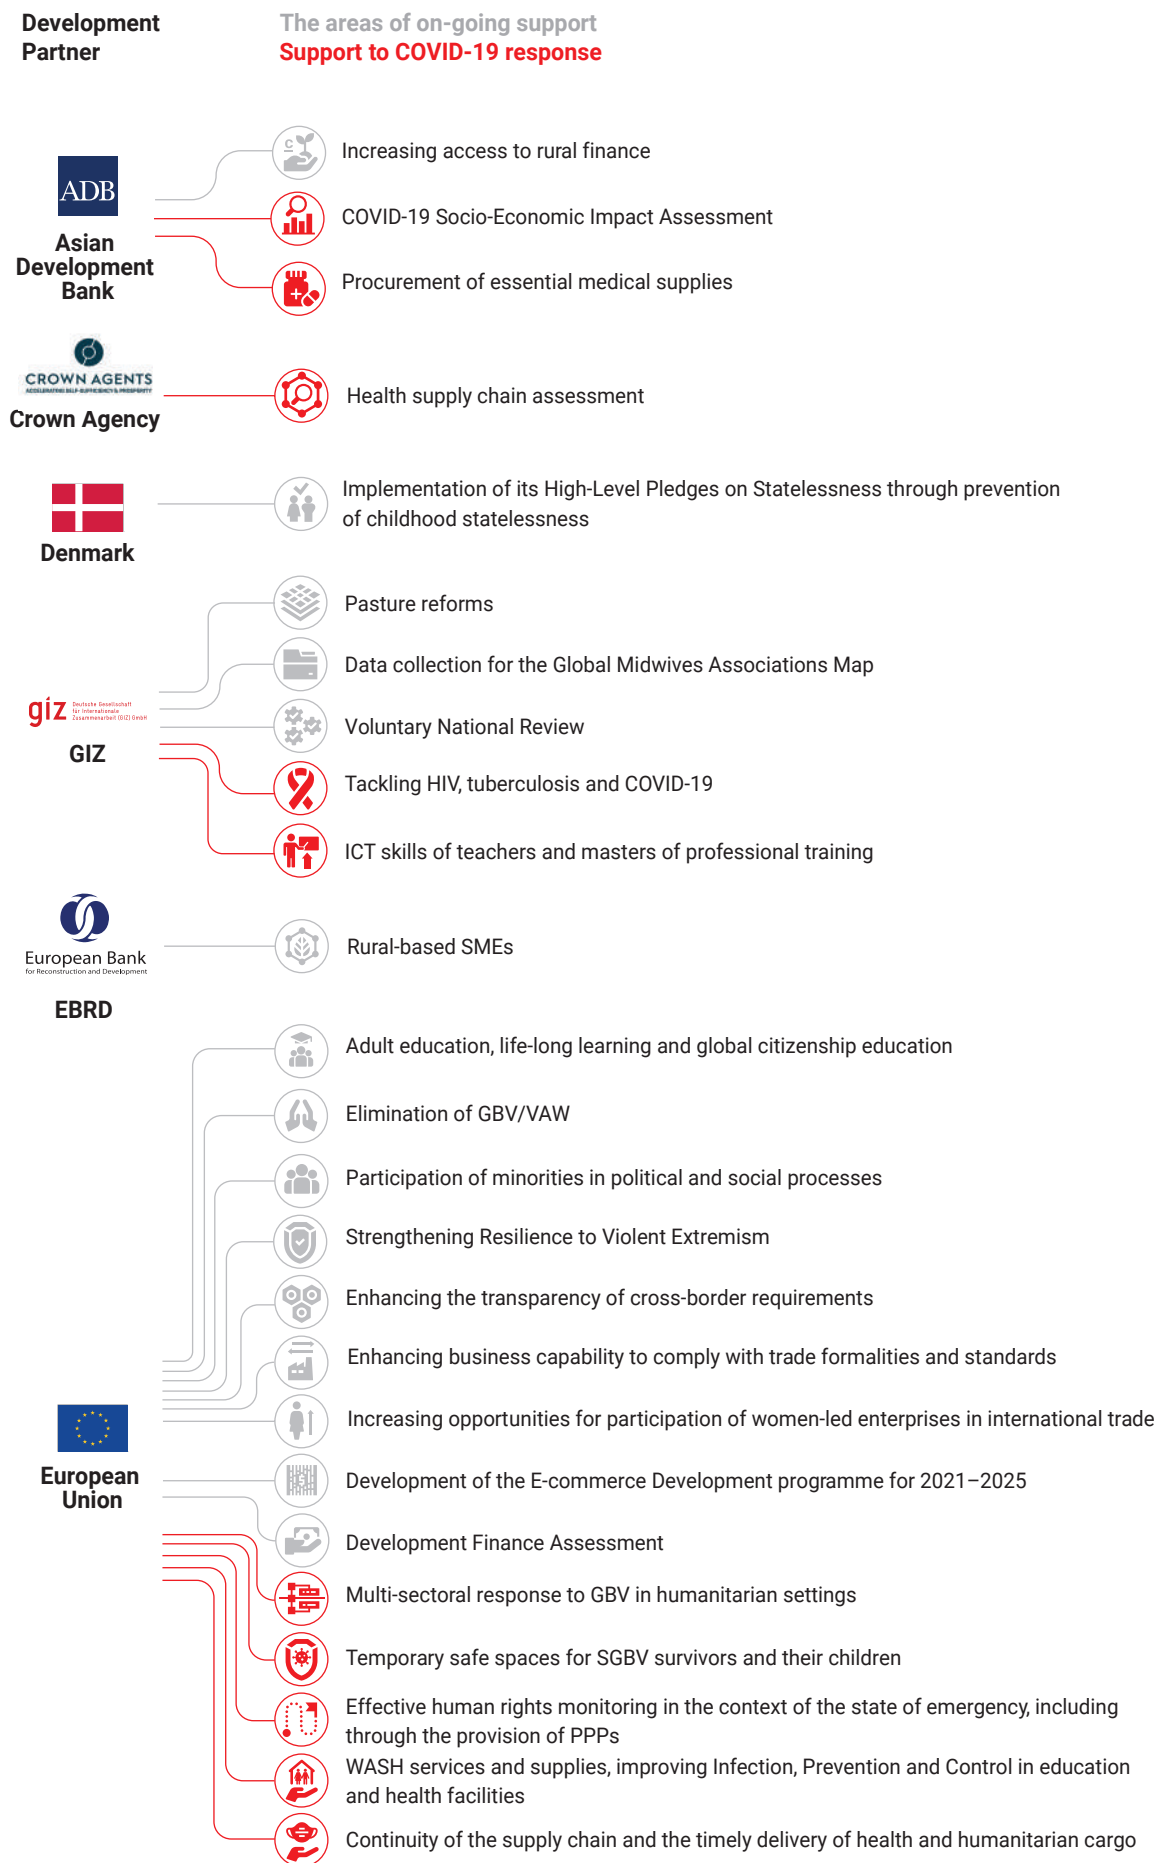 Development
Partner
The areas of on-going support
Support to COVID-19 response
ADB
Asian
Development
Bank
Increasing access to rural finance
COVID-19 Socio-Economic Impact Assessment
Procurement of essential medical supplies
CROWN AGENTS
ACCELERATING SELF-SUFFICIENCY & PROSPERITY
Crown Agency
Health supply chain assessment
Denmark
Implementation of its High-Level Pledges on Statelessness through prevention
of childhood statelessness
giz
Deutsche Gesellschaft
für Internationale
Zusammenarbeit (GIZ) GmbH
GIZ
Pasture reforms
Data collection for the Global Midwives Associations Map
Voluntary National Review
Tackling HIV, tuberculosis and COVID-19
ICT skills of teachers and masters of professional training
European Bank
for Reconstruction and Development
EBRD
Rural-based SMEs
European
Union
Adult education, life-long learning and global citizenship education
Elimination of GBV/VAW
Participation of minorities in political and social processes
Strengthening Resilience to Violent Extremism
Enhancing the transparency of cross-border requirements
Enhancing business capability to comply with trade formalities and standards
Increasing opportunities for participation of women-led enterprises in international trade
Development of the E-commerce Development programme for 2021–2025
Development Finance Assessment
Multi-sectoral response to GBV in humanitarian settings
Temporary safe spaces for SGBV survivors and their children
Effective human rights monitoring in the context of the state of emergency, including
through the provision of PPPs
WASH services and supplies, improving Infection, Prevention and Control in education
and health facilities
Continuity of the supply chain and the timely delivery of health and humanitarian cargo